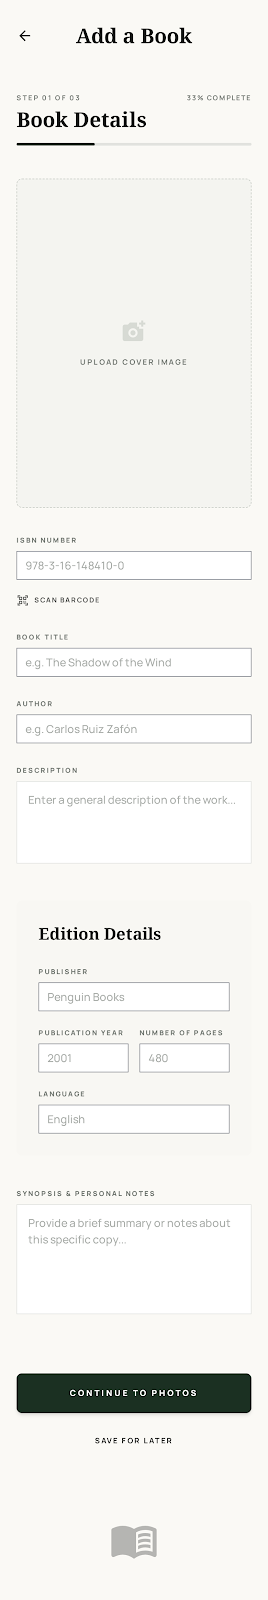 Add a Book
STEP 01 OF 03
33% COMPLETE
Book Details
UPLOAD COVER IMAGE
ISBN NUMBER
978-3-16-148410-0
SCAN BARCODE
BOOK TITLE
e.g. The Shadow of the Wind
AUTHOR
e.g. Carlos Ruiz Zafón
DESCRIPTION
Enter a general description of the work...
Edition Details
PUBLISHER
Penguin Books
PUBLICATION YEAR
NUMBER OF PAGES
2001
480
LANGUAGE
English
SYNOPSIS & PERSONAL NOTES
Provide a brief summary or notes about
this specific copy...
CONTINUE TO PHOTOS
SAVE FOR LATER